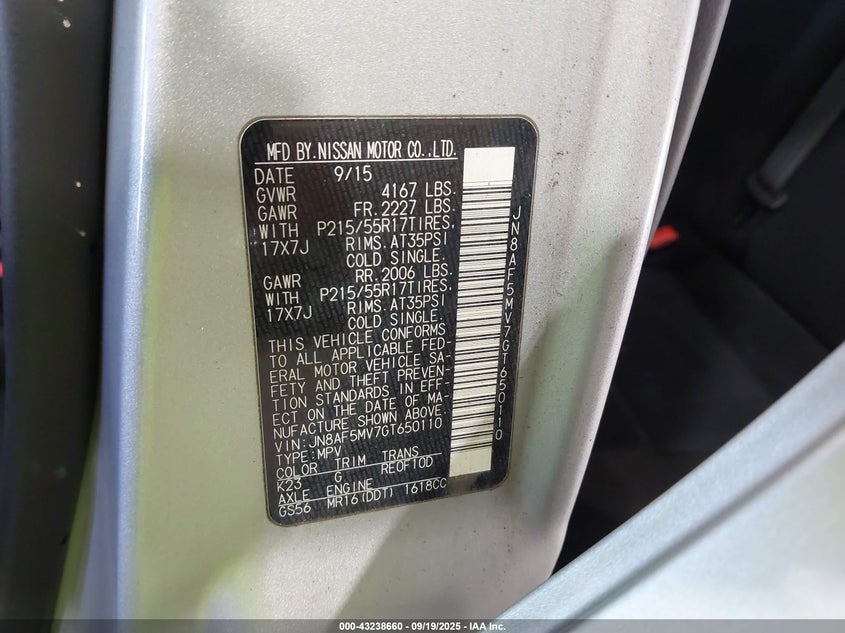 MFD BY.NISSAN MOTOR CO.,LTD.
DATE 9/15
GVWR 4167 LBS.
GAWR FR.2227 LBS.
WITH P215/55R17TIRES,
17X7J RIMS.AT35PSI
COLD SINGLE.
GAWR RR.2006 LBS.
WITH P215/55R17TIRES,
17X7J RIMS.AT35PSI
COLD SINGLE.
THIS VEHICLE CONFORMS
TO ALL APPLICABLE FED-
ERAL MOTOR VEHICLE SA-
FETY AND THEFT PREVEN-
TION STANDARDS IN EFF-
ECT ON THE DATE OF MA-
NUFACTURE SHOWN ABOVE.
VIN:JN8AF5MV7GT650110
TYPE:MPV
COLOR TRIM TRANS
K23 G RE0FT0D
AXLE ENGINE
GS56 MR16(DDT) 1618CC
JN8AF5MV7GT650110
000-43238660 - 09/19/2025 - IAA Inc.